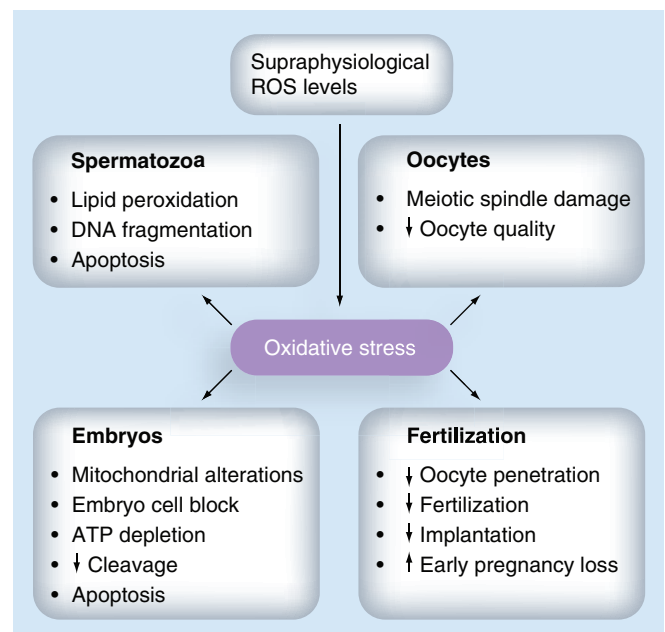 Supraphysiological
ROS levels
Spermatozoa
• Lipid peroxidation
• DNA fragmentation
• Apoptosis
Oocytes
• Meiotic spindle damage
• ↓ Oocyte quality
Oxidative stress
Embryos
• Mitochondrial alterations
• Embryo cell block
• ATP depletion
• ↓ Cleavage
• Apoptosis
Fertilization
• ↓ Oocyte penetration
• ↓ Fertilization
• ↓ Implantation
• ↑ Early pregnancy loss